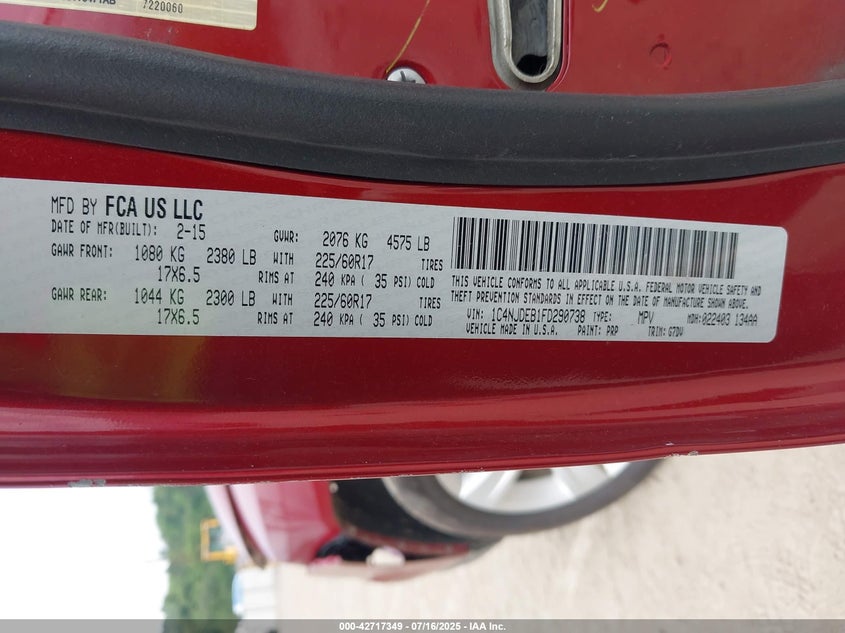 7220060
MFD BY FCA US LLC
DATE OF MFR(BUILT): 2-15 GVWR: 2076 KG 4575 LB
GAWR FRONT: 1080 KG 2380 LB WITH 225/60R17 TIRES
17X6.5 RIMS AT 240 KPA ( 35 PSI) COLD
GAWR REAR: 1044 KG 2300 LB WITH 225/60R17 TIRES
17X6.5 RIMS AT 240 KPA ( 35 PSI) COLD
THIS VEHICLE CONFORMS TO ALL APPLICABLE U.S.A. FEDERAL MOTOR VEHICLE SAFETY AND
THEFT PREVENTION STANDARDS IN EFFECT ON THE DATE OF MANUFACTURE SHOWN ABOVE.
VIN: 1C4NJDEB1FD290738 TYPE: MPV MDH: 022403 134AA
VEHICLE MADE IN U.S.A. PAINT: PRP TRIM: G7DV
000-42717349 - 07/16/2025 - IAA Inc.